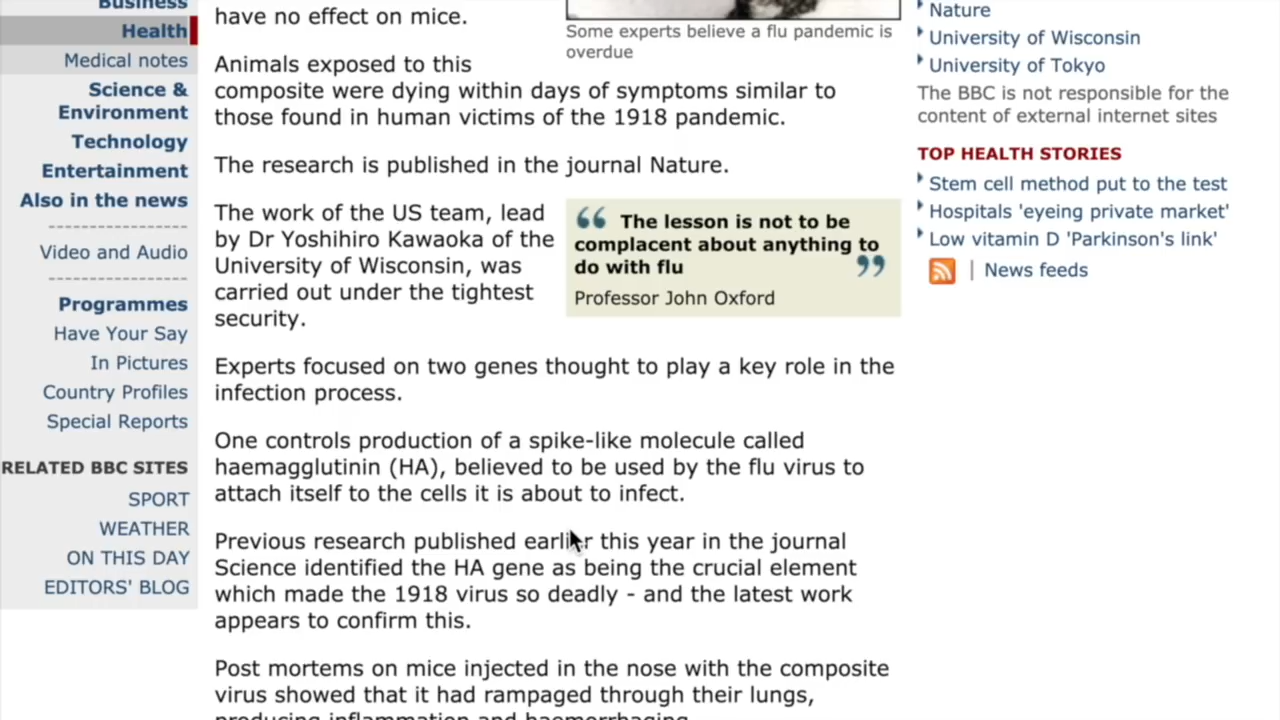 Business
Health
Medical notes
Science &
Environment
Technology
Entertainment
Also in the news
Video and Audio
Programmes
Have Your Say
In Pictures
Country Profiles
Special Reports
RELATED BBC SITES
SPORT
WEATHER
ON THIS DAY
EDITORS' BLOG
have no effect on mice.
Some experts believe a flu pandemic is
overdue
Animals exposed to this
composite were dying within days of symptoms similar to
those found in human victims of the 1918 pandemic.
The research is published in the journal Nature.
The work of the US team, lead
by Dr Yoshihiro Kawaoka of the
University of Wisconsin, was
carried out under the tightest
security.
“ The lesson is not to be
complacent about anything to
do with flu ”
Professor John Oxford
Experts focused on two genes thought to play a key role in the
infection process.
One controls production of a spike-like molecule called
haemagglutinin (HA), believed to be used by the flu virus to
attach itself to the cells it is about to infect.
Previous research published earlier this year in the journal
Science identified the HA gene as being the crucial element
which made the 1918 virus so deadly - and the latest work
appears to confirm this.
Post mortems on mice injected in the nose with the composite
virus showed that it had rampaged through their lungs,
producing inflammation and haemorrhaging.
Nature
University of Wisconsin
University of Tokyo
The BBC is not responsible for the
content of external internet sites
TOP HEALTH STORIES
Stem cell method put to the test
Hospitals 'eyeing private market'
Low vitamin D 'Parkinson's link'
| News feeds